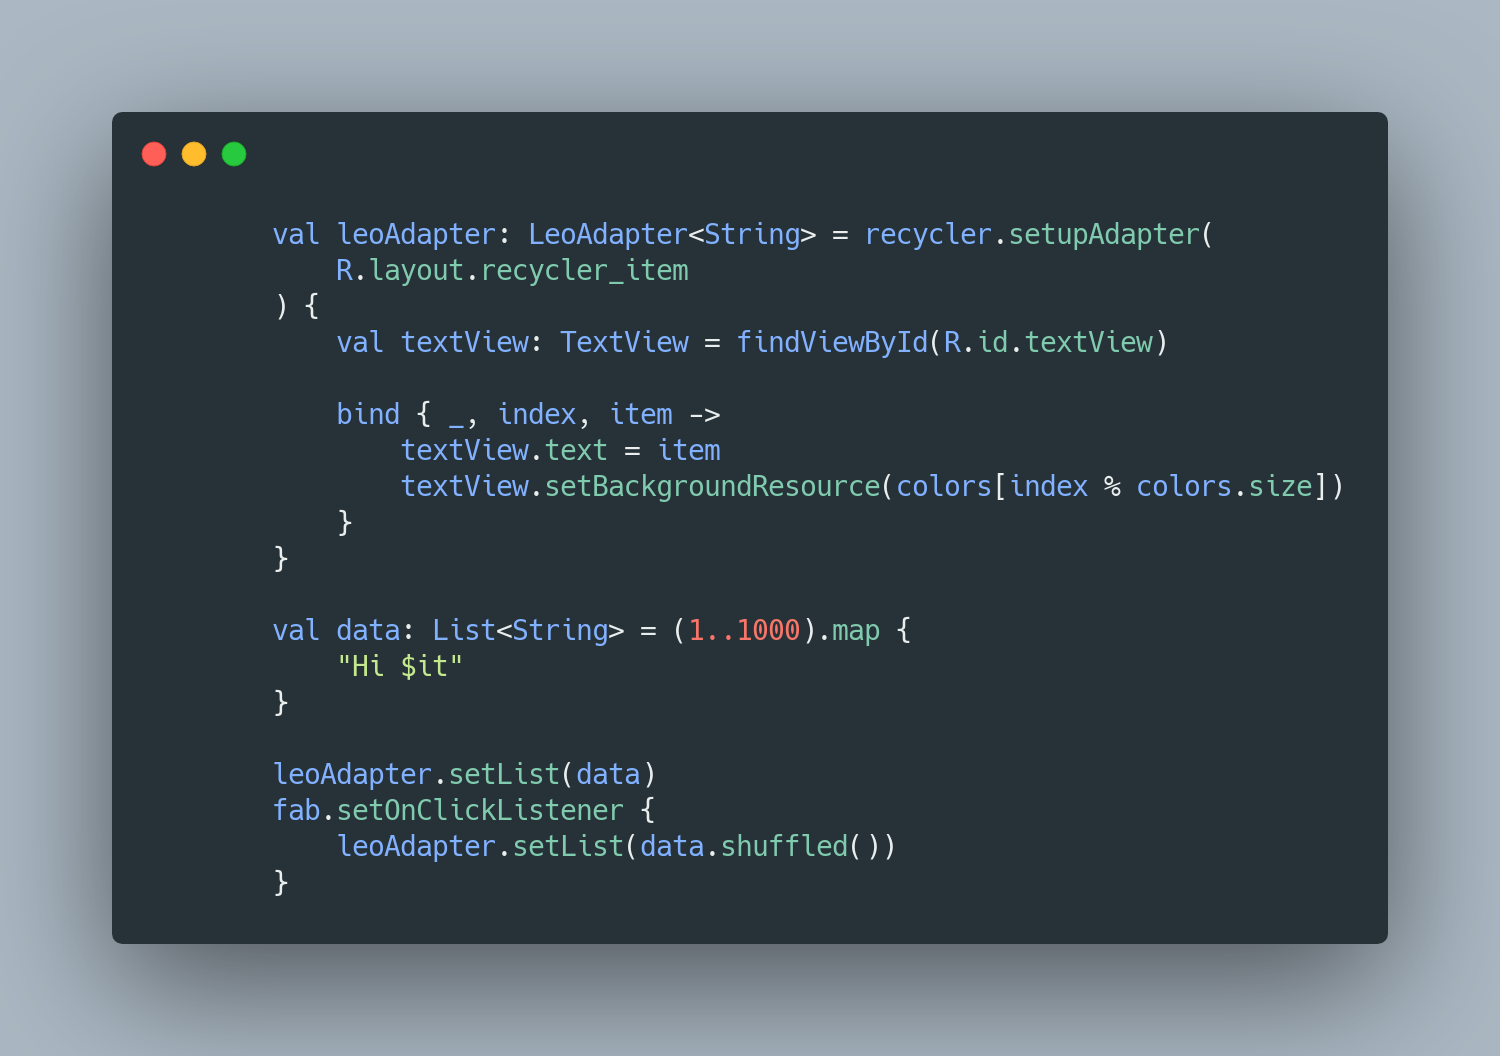 val leoAdapter: LeoAdapter<String> = recycler.setupAdapter(
    R.layout.recycler_item
) {
    val textView: TextView = findViewById(R.id.textView)

    bind { _, index, item ->
        textView.text = item
        textView.setBackgroundResource(colors[index % colors.size])
    }
}

val data: List<String> = (1..1000).map {
    "Hi $it"
}

leoAdapter.setList(data)
fab.setOnClickListener {
    leoAdapter.setList(data.shuffled())
}